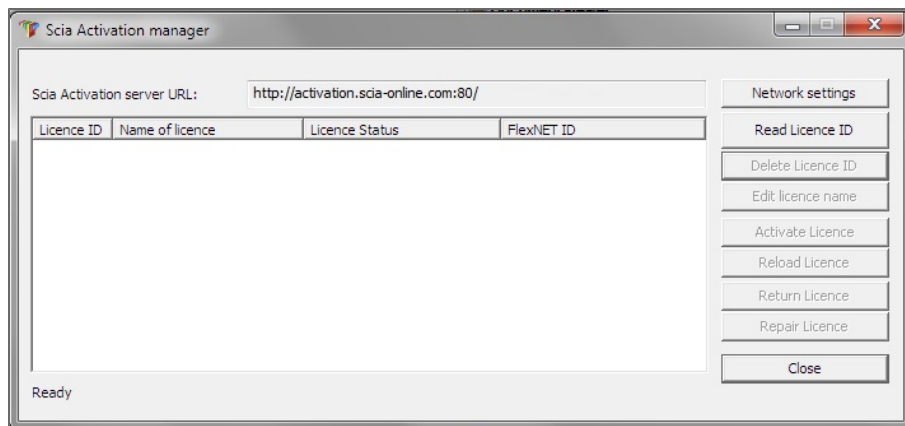 Scia Activation manager
Scia Activation server URL: http://activation.scia-online.com:80/
Network settings
Licence ID Name of licence Licence Status FlexNET ID
Read Licence ID
Delete Licence ID
Edit licence name
Activate Licence
Reload Licence
Return Licence
Repair Licence
Close
Ready